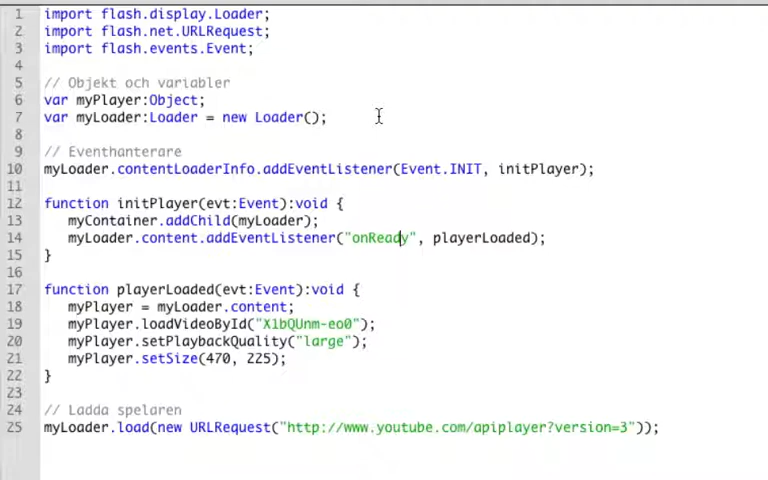 1 import flash.display.Loader;
2 import flash.net.URLRequest;
3 import flash.events.Event;
4
5 // Objekt och variabler
6 var myPlayer:Object;
7 var myLoader:Loader = new Loader();
8
9 // Eventhanterare
10 myLoader.contentLoaderInfo.addEventListener(Event.INIT, initPlayer);
11
12 function initPlayer(evt:Event):void {
13 myContainer.addChild(myLoader);
14 myLoader.content.addEventListener("onReady", playerLoaded);
15 }
16
17 function playerLoaded(evt:Event):void {
18 myPlayer = myLoader.content;
19 myPlayer.loadVideoById("X1bQUnm-eo0");
20 myPlayer.setPlaybackQuality("large");
21 myPlayer.setSize(470, 225);
22 }
23
24 // Ladda spelaren
25 myLoader.load(new URLRequest("http://www.youtube.com/apiplayer?version=3"));